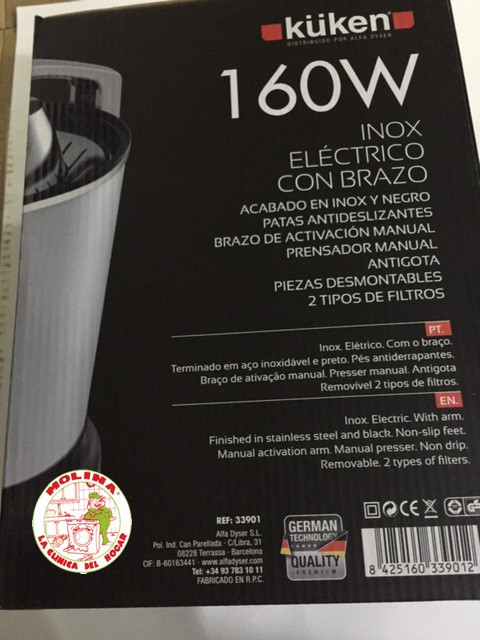 küken
DISTRIBUIDO POR ALFA DYSER
160W
INOX
ELÉCTRICO
CON BRAZO
ACABADO EN INOX Y NEGRO
PATAS ANTIDESLIZANTES
BRAZO DE ACTIVACIÓN MANUAL
PRENSADOR MANUAL
ANTIGOTA
PIEZAS DESMONTABLES
2 TIPOS DE FILTROS
PT.
Inox. Elétrico. Com o braço.
Terminado em aço inoxidável e preto. Pés antiderrapantes.
Braço de ativação manual. Presser manual. Antigota
Removivel 2 tipos de filtros.
EN.
Inox. Electric. With arm.
Finished in stainless steel and black. Non-slip feet.
Manual activation arm. Manual presser. Non drip.
Removable. 2 types of filters.
MOLINA
LA CLINICA DEL HOGAR
REF: 33901
Alfa Dyser S.L.
Pol. Ind. Can Parellada · C/Libra, 31
08228 Terrassa · Barcelona
CIF: B-60163441 · www.alfadyser.com
Tel: +34 93 783 10 11
FABRICADO EN R.P.C.
GERMAN
TECHNOLOGY
QUALITY
PREMIUM
CE
GS
8 425160 339012